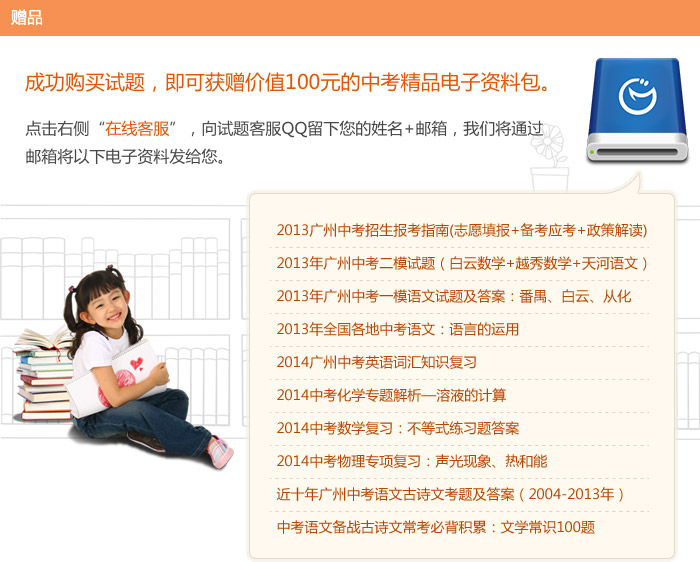 赠品
成功购买试题，即可获赠价值100元的中考精品电子资料包。
点击右侧“在线客服”，向试题客服QQ留下您的姓名+邮箱，我们将通过
邮箱将以下电子资料发给您。
2013广州中考招生报考指南(志愿填报+备考应考+政策解读)
2013年广州中考二模试题（白云数学+越秀数学+天河语文）
2013年广州中考一模语文试题及答案：番禺、白云、从化
2013年全国各地中考语文：语言的运用
2014广州中考英语词汇知识复习
2014中考化学专题解析—溶液的计算
2014中考数学复习：不等式练习题答案
2014中考物理专项复习：声光现象、热和能
近十年广州中考语文古诗文考题及答案（2004-2013年）
中考语文备战古诗文常考必背积累：文学常识100题